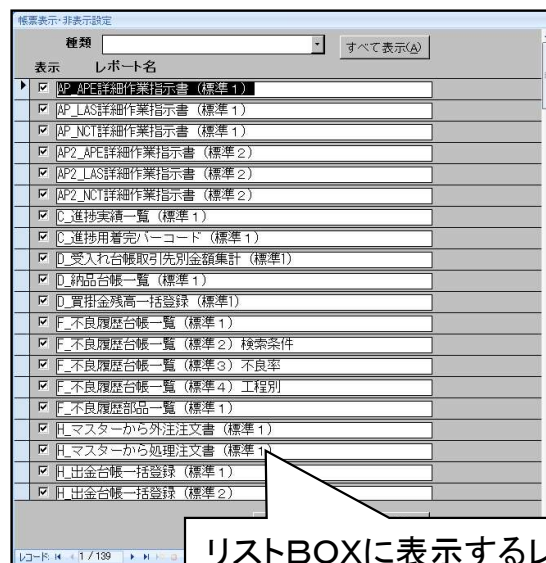 帳票表示・非表示設定
種類
すべて表示(A)
表示 レポート名
AP_APE詳細作業指示書（標準１）
AP_LAS詳細作業指示書（標準１）
AP_NCT詳細作業指示書（標準１）
AP2_APE詳細作業指示書（標準２）
AP2_LAS詳細作業指示書（標準２）
AP2_NCT詳細作業指示書（標準２）
C_進捗実績一覧（標準１）
C_進捗用着完バーコード（標準１）
D_受入れ台帳取引先別金額集計（標準1）
D_納品台帳一覧（標準１）
D_買掛金残高一括登録（標準1）
F_不良履歴台帳一覧（標準１）
F_不良履歴台帳一覧（標準２）検索条件
F_不良履歴台帳一覧（標準３）不良率
F_不良履歴台帳一覧（標準４）工程別
F_不良履歴部品一覧（標準１）
H_マスターから外注注文書（標準１）
H_マスターから処理注文書（標準１）
H_出金台帳一括登録（標準１）
H_出金台帳一括登録（標準２）
リストBOXに表示するレ
レコード: 1 / 139